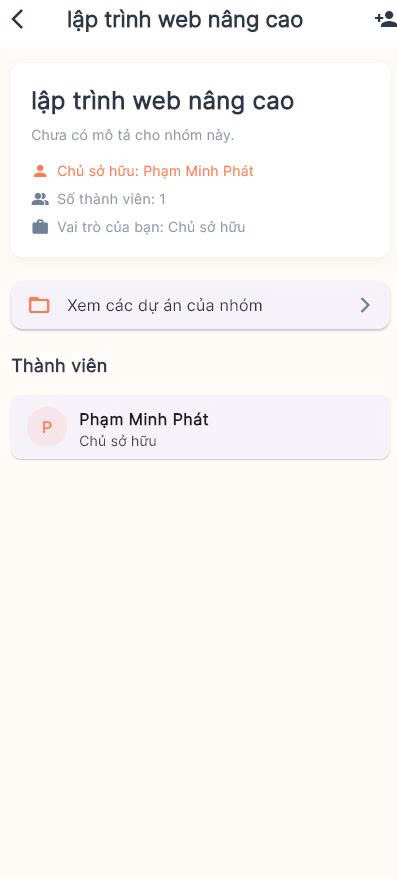 lập trình web nâng cao
lập trình web nâng cao
Chưa có mô tả cho nhóm này.
Chủ sở hữu: Phạm Minh Phát
Số thành viên: 1
Vai trò của bạn: Chủ sở hữu
Xem các dự án của nhóm
Thành viên
P
Phạm Minh Phát
Chủ sở hữu